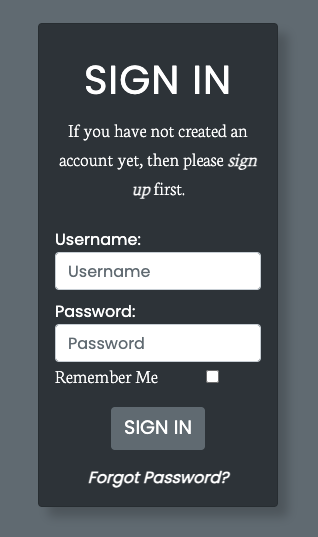 SIGN IN
If you have not created an
account yet, then please sign
up first.
Username:
Username
Password:
Password
Remember Me
SIGN IN
Forgot Password?